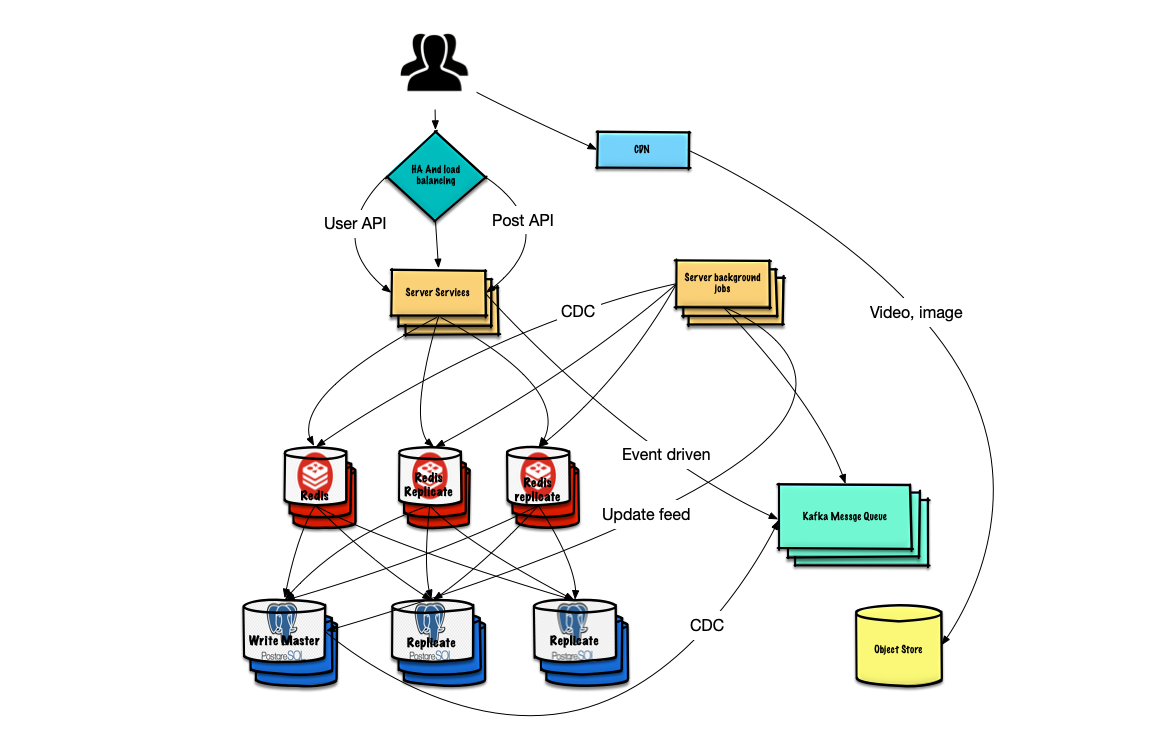 CDN
HA And load
balancing
User API
Post API
Server background
jobs
Server Services
CDC
Video, image
Event driven
Redis
Redis
Replicate
Redis
replicate
Update feed
Kafka Messge Queue
CDC
Write Master
PostgreSQL
Replicate
PostgreSQL
Replicate
PostgreSQL
Object Store